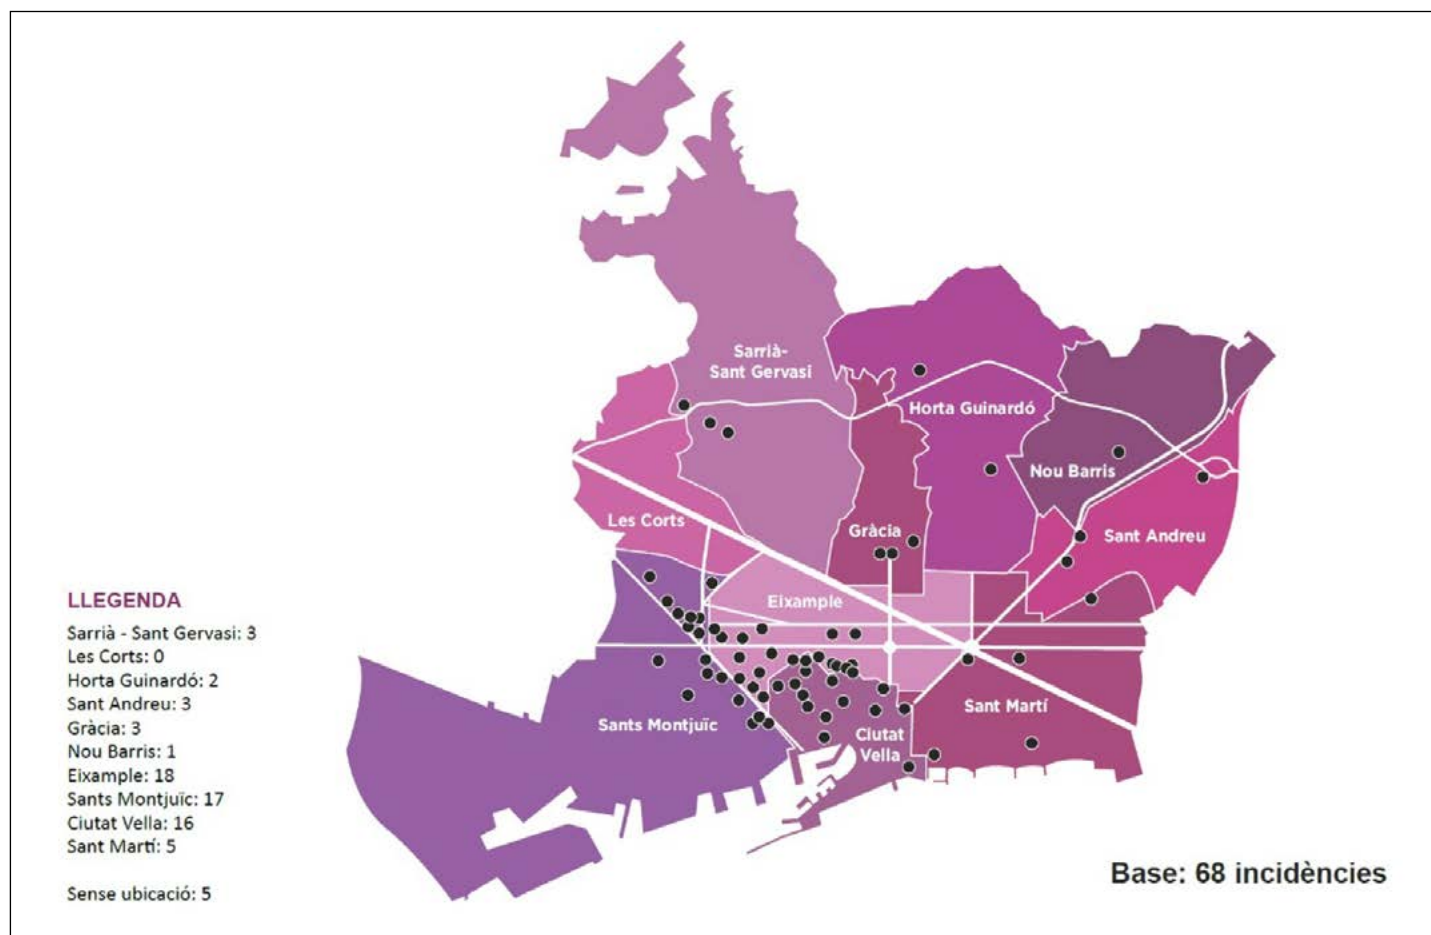 Sarrià-
Sant Gervasi
Horta Guinardó
Nou Barris
Les Corts
Gràcia
Sant Andreu
Eixample
Sants Montjuïc
Ciutat
Vella
Sant Martí
LLEGENDA
Sarrià - Sant Gervasi: 3
Les Corts: 0
Horta Guinardó: 2
Sant Andreu: 3
Gràcia: 3
Nou Barris: 1
Eixample: 18
Sants Montjuïc: 17
Ciutat Vella: 16
Sant Martí: 5
Sense ubicació: 5
Base: 68 incidències